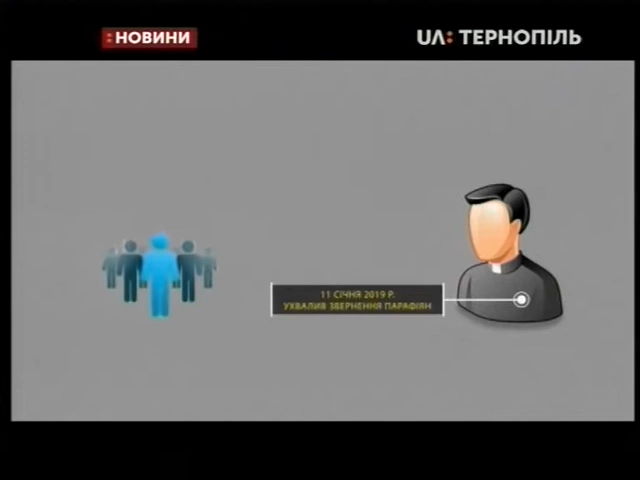 :НОВИНИ
UA: ТЕРНОПІЛЬ
11 СІЧНЯ 2019 Р.
УХВАЛИВ ЗВЕРНЕННЯ ПАРАФІЯН